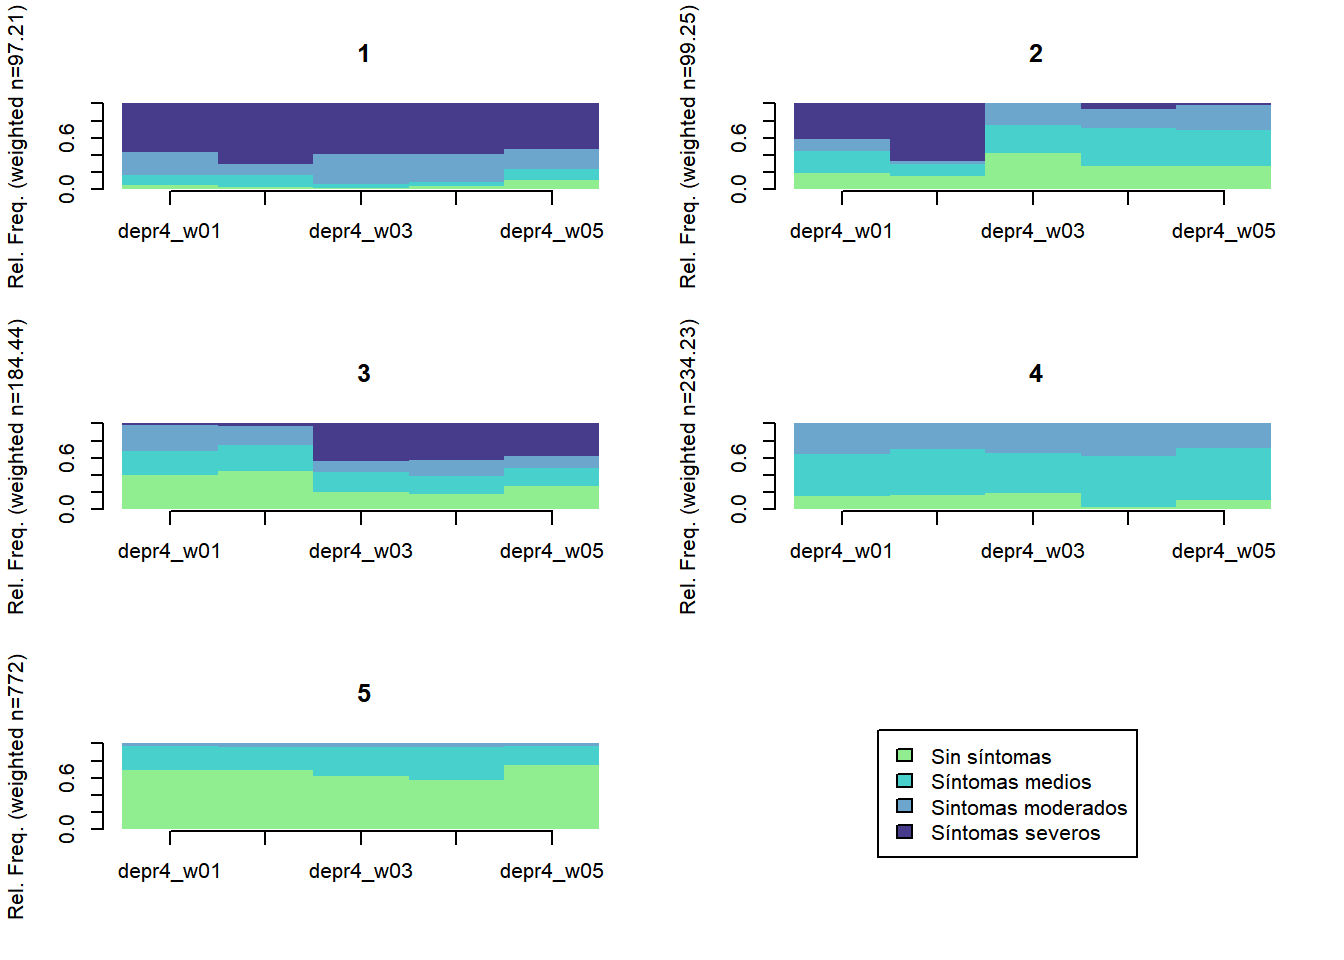 1
Rel. Freq. (weighted n=97.21)
0.6
0.0
depr4_w01 depr4_w03 depr4_w05
2
Rel. Freq. (weighted n=99.25)
0.6
0.0
depr4_w01 depr4_w03 depr4_w05
3
Rel. Freq. (weighted n=184.44)
0.6
0.0
depr4_w01 depr4_w03 depr4_w05
4
Rel. Freq. (weighted n=234.23)
0.6
0.0
depr4_w01 depr4_w03 depr4_w05
5
Rel. Freq. (weighted n=772)
0.6
0.0
depr4_w01 depr4_w03 depr4_w05
Sin síntomas
Síntomas medios
Sintomas moderados
Síntomas severos